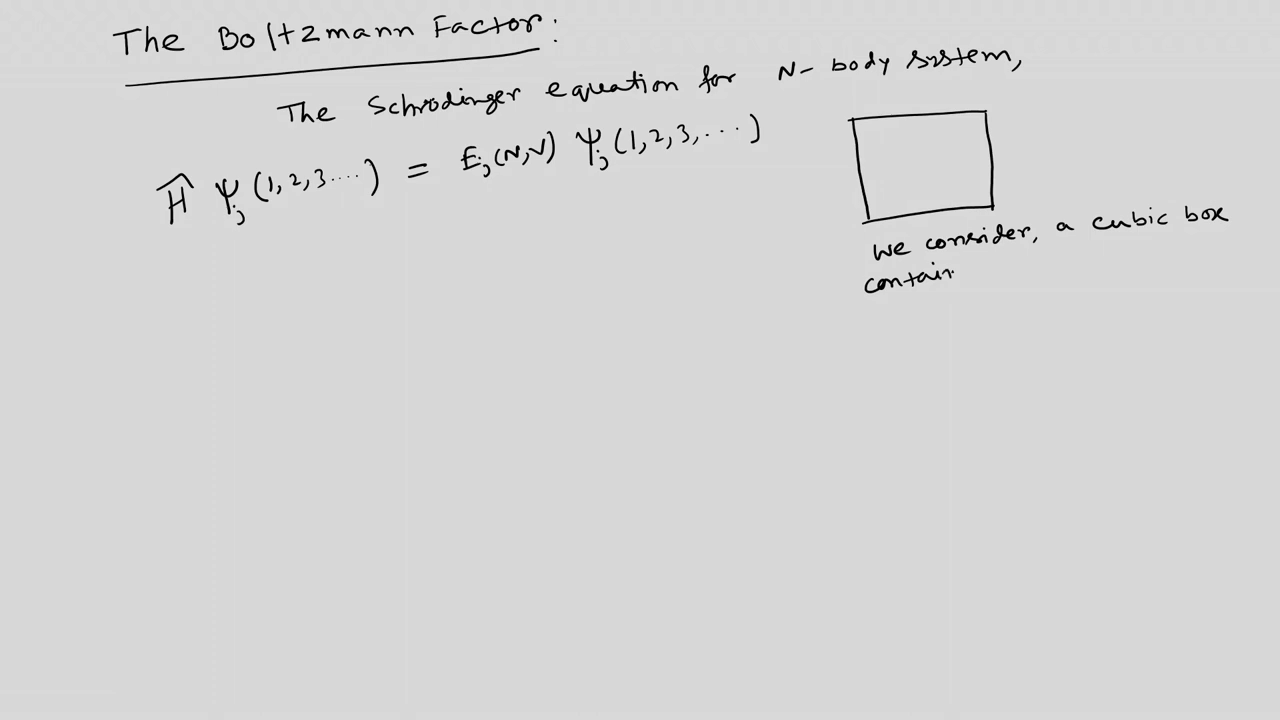 The Boltzmann Factor:
The Schrodinger equation for N-body system,
Ĥ Ψj (1,2,3....) = Ej(N,V) Ψj (1,2,3,....)
We consider, a cubic box
contain